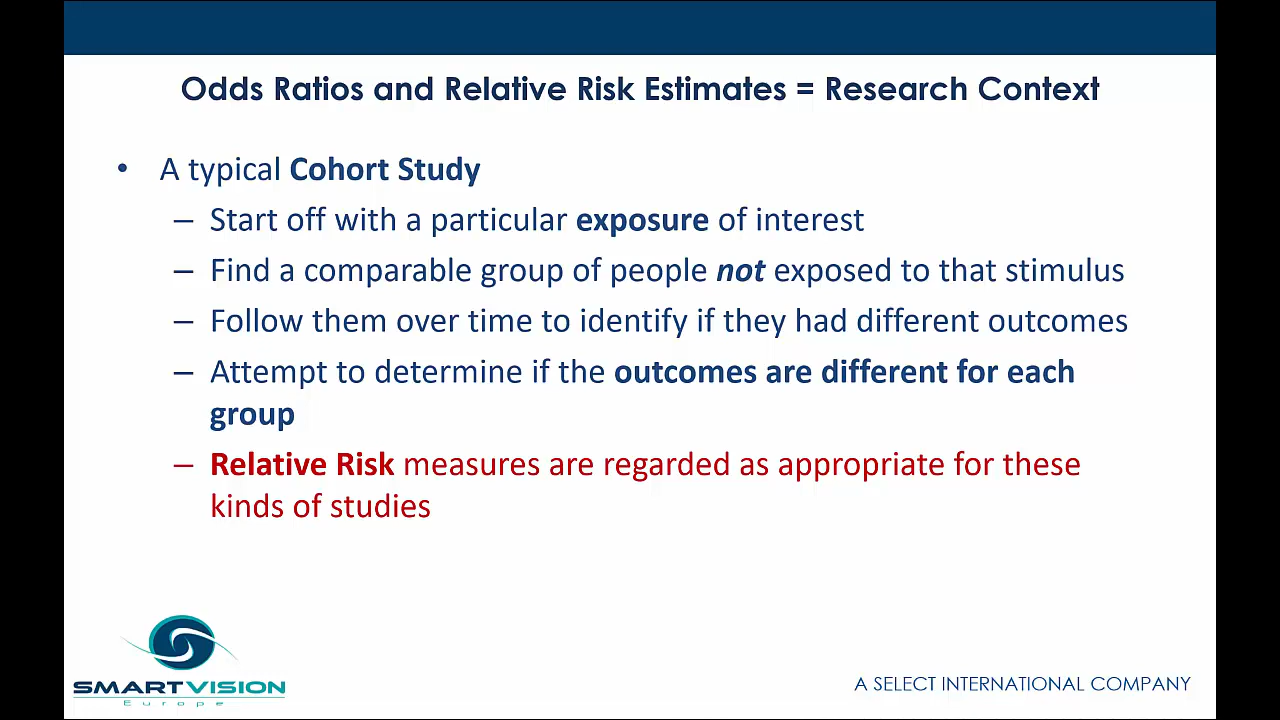 Odds Ratios and Relative Risk Estimates = Research Context
• A typical Cohort Study
– Start off with a particular exposure of interest
– Find a comparable group of people not exposed to that stimulus
– Follow them over time to identify if they had different outcomes
– Attempt to determine if the outcomes are different for each
group
– Relative Risk measures are regarded as appropriate for these
kinds of studies
SMARTVISION
Europe
A SELECT INTERNATIONAL COMPANY